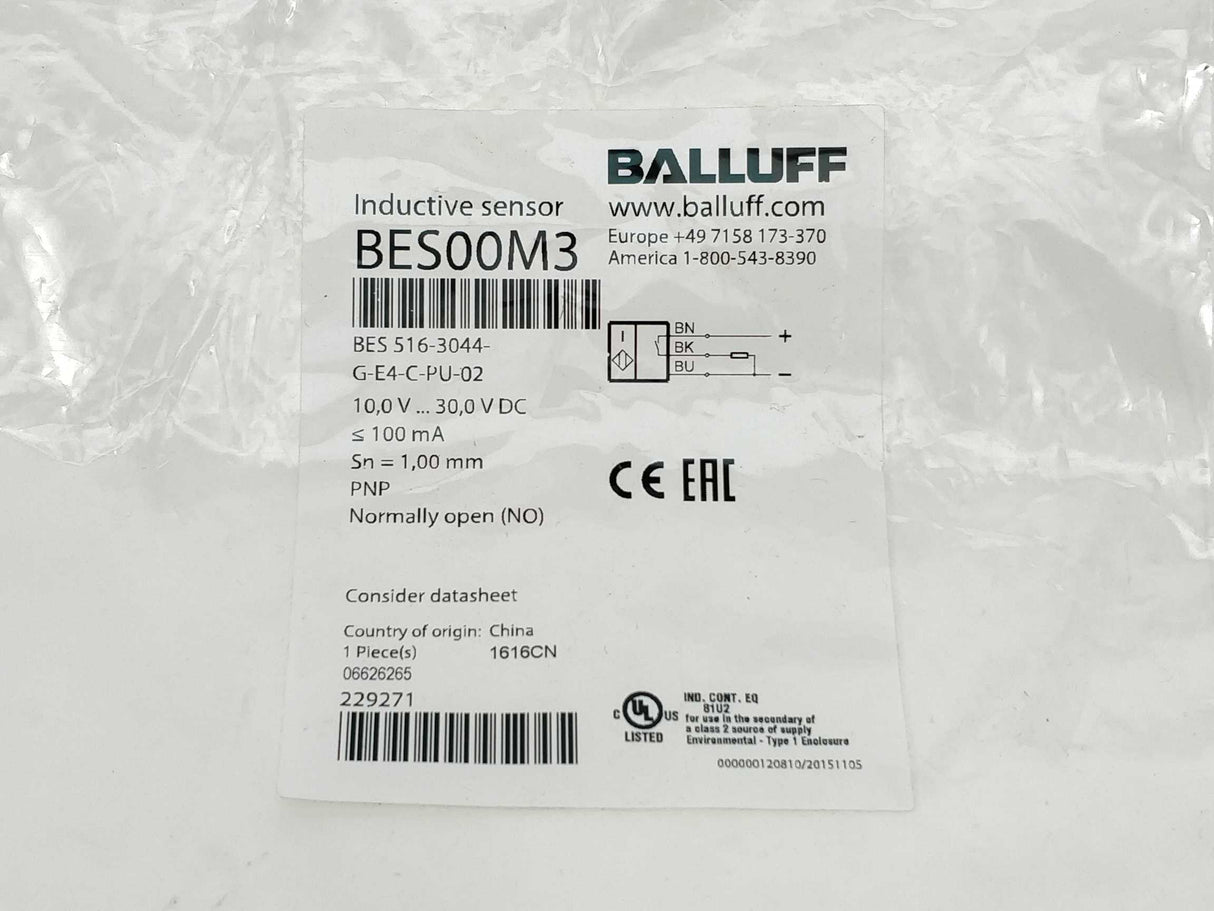 BALLUFF
www.balluff.com
Europe +49 7158 173-370
America 1-800-543-8390
Inductive sensor
BES00M3
BES 516-3044-
G-E4-C-PU-02
10,0 V ... 30,0 V DC
≤ 100 mA
Sn = 1,00 mm
PNP
Normally open (NO)
BN
+
BK
BU
−
CE EAC
Consider datasheet
Country of origin: China
1 Piece(s) 1616CN
06626265
229271
C UL US
LISTED
IND. CONT. EQ
81U2
for use in the secondary of
a class 2 source of supply
Environmental - Type 1 Enclosure
000000120810/20151105